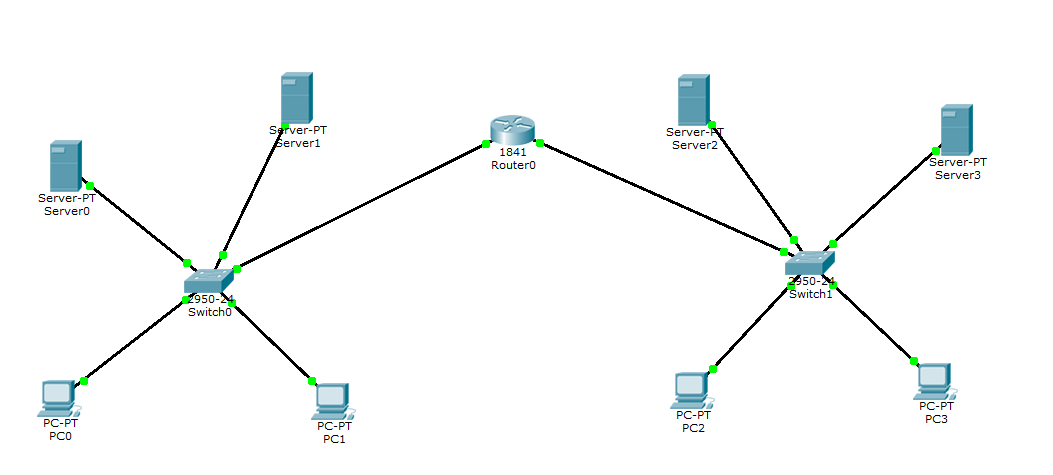 Server-PT
Server0
Server-PT
Server1
1841
Router0
Server-PT
Server2
Server-PT
Server3
2950-24
Switch0
2950-24
Switch1
PC-PT
PC0
PC-PT
PC1
PC-PT
PC2
PC-PT
PC3